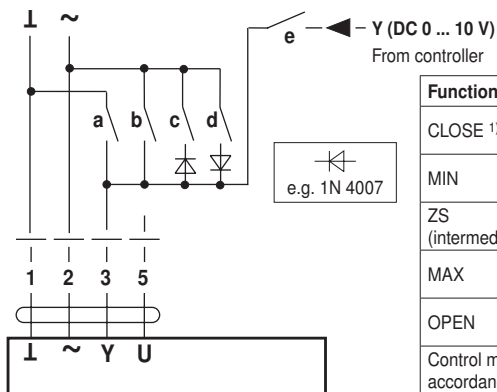 ⊥ ~
e
Y (DC 0 ... 10 V)
From controller
a b c d
e.g. 1N 4007
Function
CLOSE 1)
MIN
ZS
(intermed
MAX
OPEN
Control m
accordan
1 2 3 5
⊥ ~ Y U